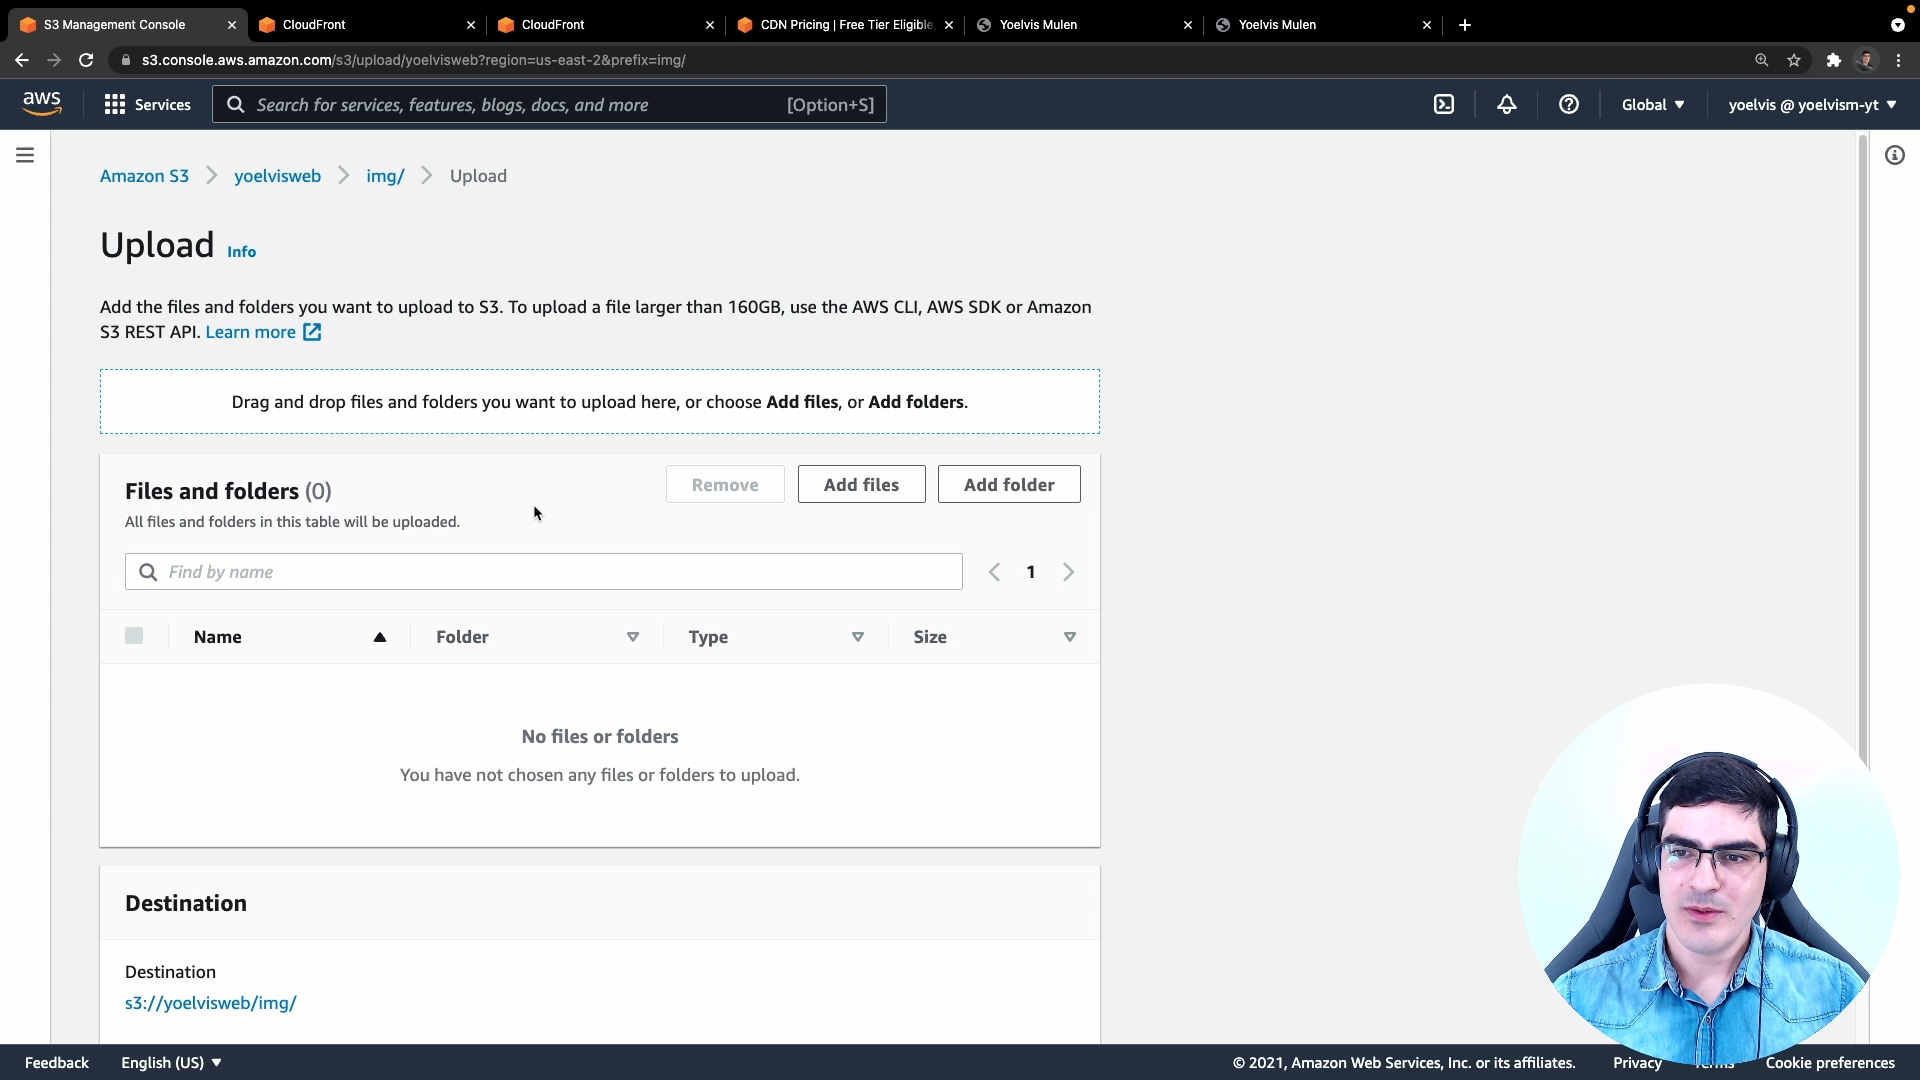 S3 Management Console
CloudFront
CloudFront
CDN Pricing | Free Tier Eligible,
Yoelvis Mulen
Yoelvis Mulen
s3.console.aws.amazon.com/s3/upload/yoelvisweb?region=us-east-2&prefix=img/
aws
Services
Search for services, features, blogs, docs, and more
[Option+S]
Global
yoelvis @ yoelvism-yt
Amazon S3
yoelvisweb
img/
Upload
Upload
Info
Add the files and folders you want to upload to S3. To upload a file larger than 160GB, use the AWS CLI, AWS SDK or Amazon
S3 REST API. Learn more
Drag and drop files and folders you want to upload here, or choose Add files, or Add folders.
Files and folders (0)
All files and folders in this table will be uploaded.
Remove
Add files
Add folder
Find by name
1
Name
Folder
Type
Size
No files or folders
You have not chosen any files or folders to upload.
Destination
Destination
s3://yoelvisweb/img/
Feedback
English (US)
© 2021, Amazon Web Services, Inc. or its affiliates.
Privacy
Terms
Cookie preferences